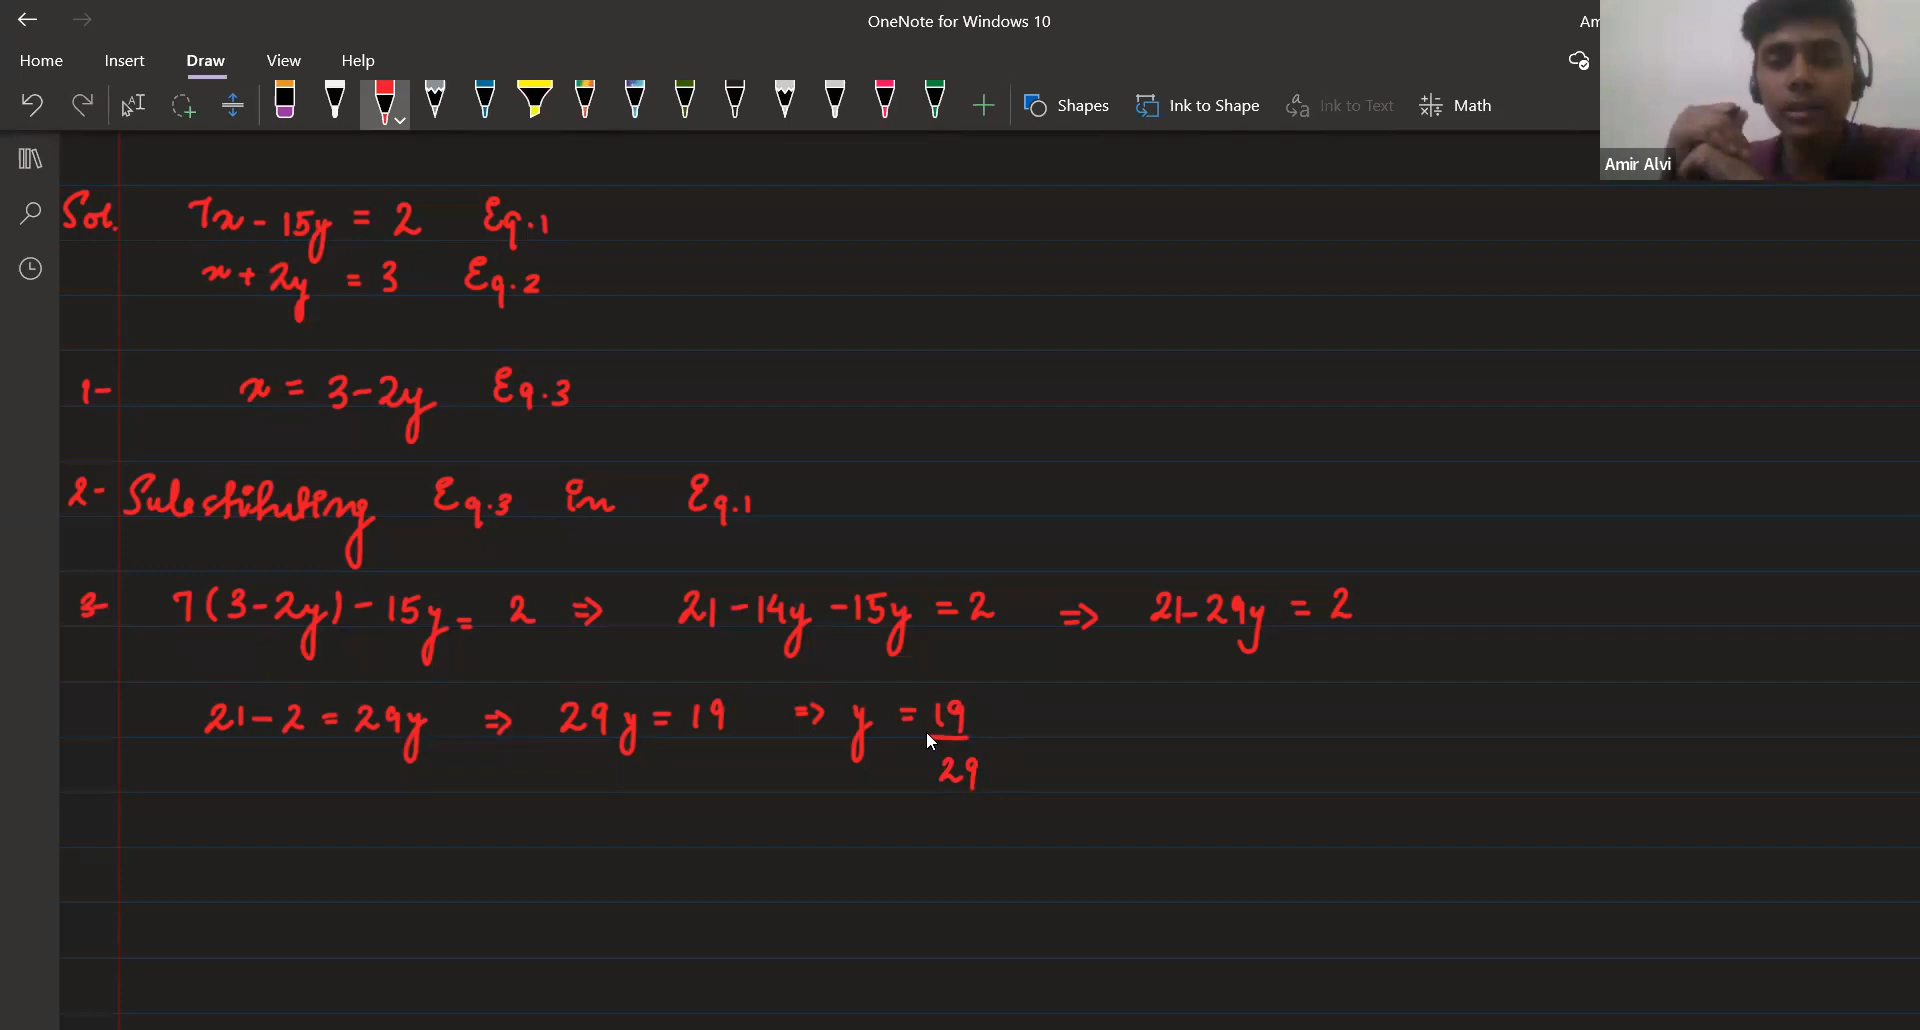 OneNote for Windows 10
Am
Home Insert Draw View Help
Shapes Ink to Shape Ink to Text Math
Amir Alvi
Sol. 7x - 15y = 2 Eq.1
x + 2y = 3 Eq.2
1- x = 3 - 2y Eq.3
2- Substituting Eq.3 in Eq.1
3- 7(3-2y) - 15y = 2 ⇒ 21 - 14y - 15y = 2 ⇒ 21 - 29y = 2
21 - 2 = 29y ⇒ 29y = 19 ⇒ y = 19/29